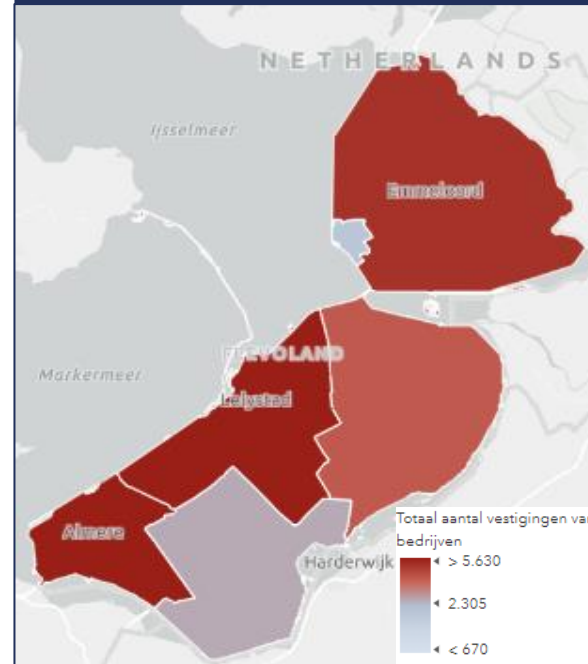 NETHERLANDS
Ijsselmeer
Emmeloord
FLEVOLAND
Markermeer
Lelystad
Almere
Harderwijk
Totaal aantal vestigingen van
bedrijven
> 5.630
2.305
< 670